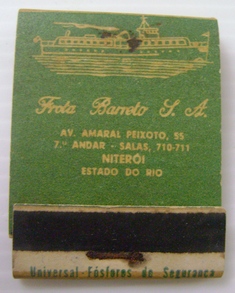 Frota Barreto S. A.
AV. AMARAL PEIXOTO, 55
7.º ANDAR - SALAS, 710-711
NITERÓI
ESTADO DO RIO
Universal-Fósforos de Segurança